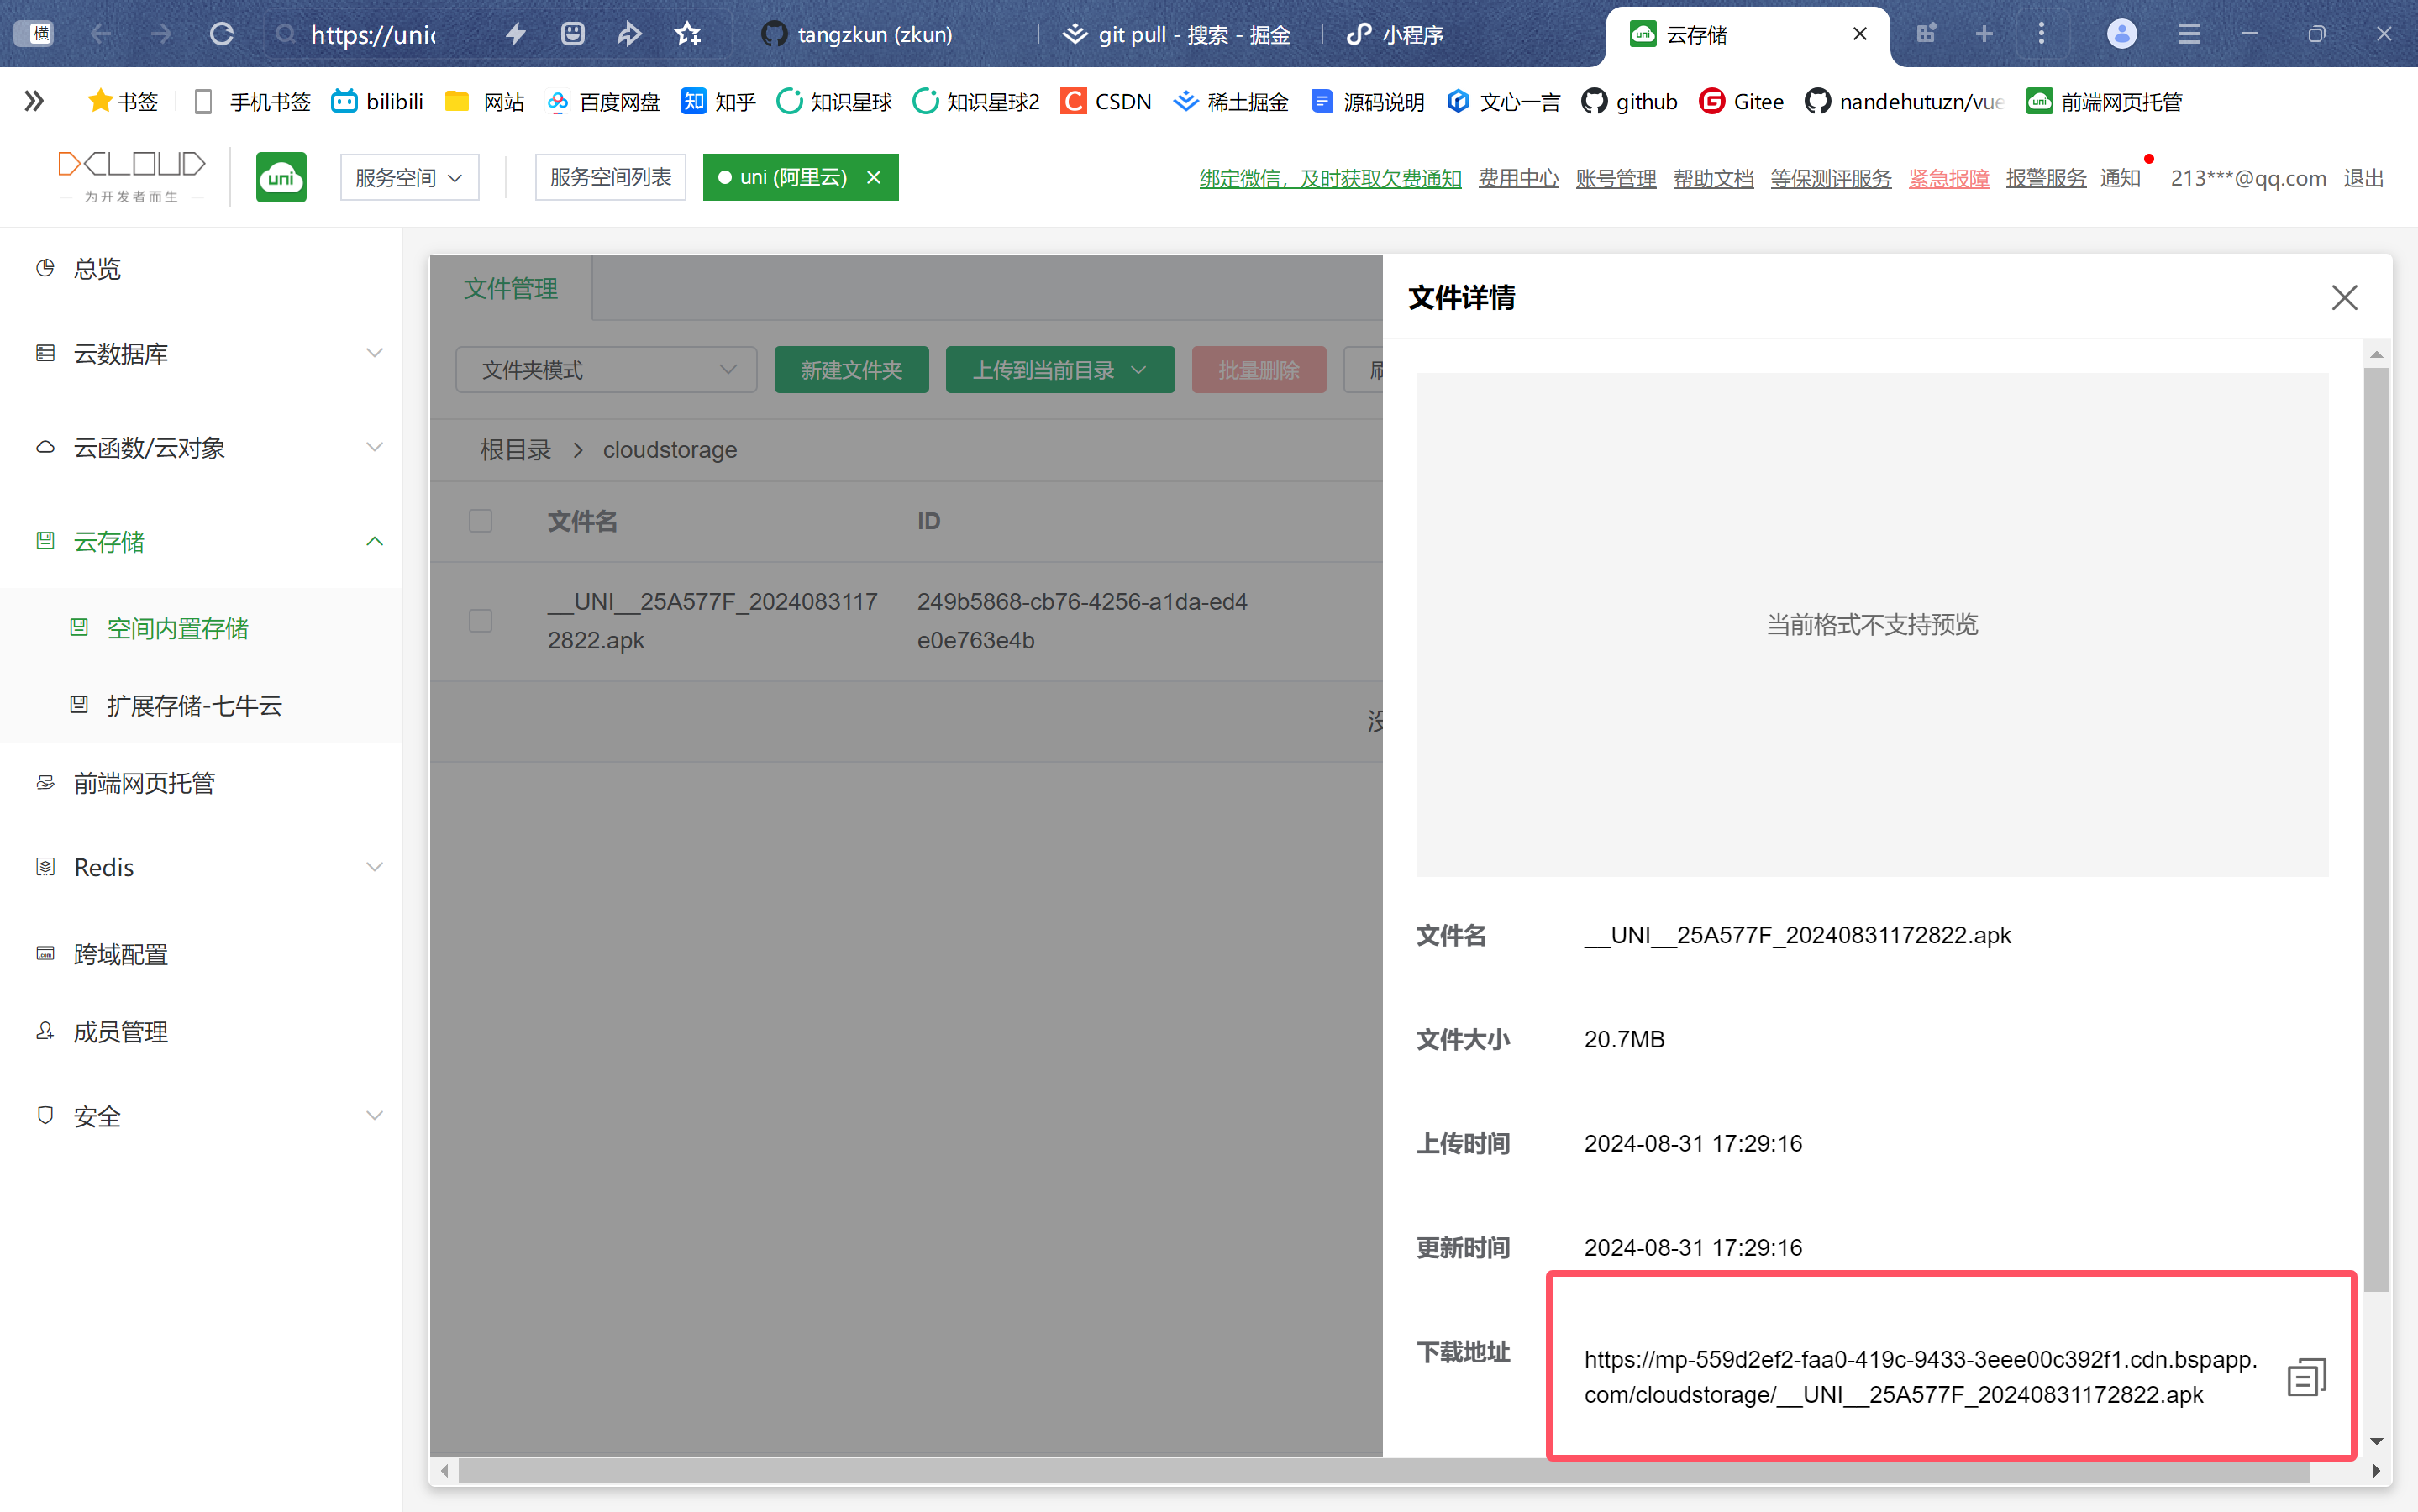 横
https://unic
tangzkun (zkun)
git pull - 搜索 - 掘金
小程序
云存储
书签
手机书签
bilibili
网站
百度网盘
知乎
知识星球
知识星球2
CSDN
稀土掘金
源码说明
文心一言
github
Gitee
nandehutuzn/vue
前端网页托管
DCLOUD
为开发者而生
uni
服务空间
服务空间列表
uni (阿里云)
绑定微信，及时获取欠费通知
费用中心
账号管理
帮助文档
等保测评服务
紧急报障
报警服务
通知
213***@qq.com
退出
总览
云数据库
云函数/云对象
云存储
空间内置存储
扩展存储-七牛云
前端网页托管
Redis
跨域配置
成员管理
安全
文件管理
文件夹模式
新建文件夹
上传到当前目录
批量删除
刷
根目录 > cloudstorage
文件名
ID
__UNI__25A577F_2024083117
2822.apk
249b5868-cb76-4256-a1da-ed4
e0e763e4b
没
文件详情
当前格式不支持预览
文件名
__UNI__25A577F_20240831172822.apk
文件大小
20.7MB
上传时间
2024-08-31 17:29:16
更新时间
2024-08-31 17:29:16
下载地址
https://mp-559d2ef2-faa0-419c-9433-3eee00c392f1.cdn.bspapp.
com/cloudstorage/__UNI__25A577F_20240831172822.apk